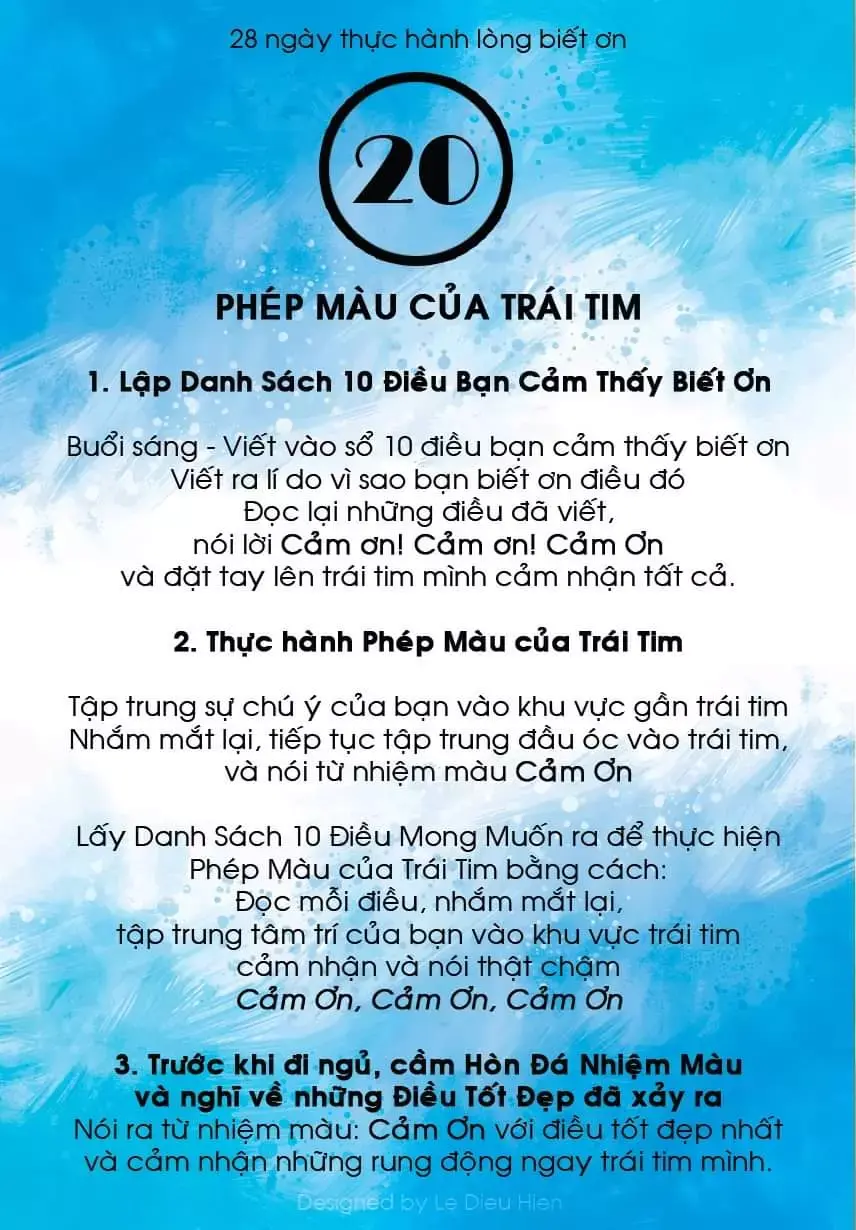 28 ngày thực hành lòng biết ơn
20
PHÉP MÀU CỦA TRÁI TIM
1. Lập Danh Sách 10 Điều Bạn Cảm Thấy Biết Ơn
Buổi sáng - Viết vào sổ 10 điều bạn cảm thấy biết ơn
Viết ra lí do vì sao bạn biết ơn điều đó
Đọc lại những điều đã viết,
nói lời Cảm ơn! Cảm ơn! Cảm Ơn
và đặt tay lên trái tim mình cảm nhận tất cả.
2. Thực hành Phép Màu của Trái Tim
Tập trung sự chú ý của bạn vào khu vực gần trái tim
Nhắm mắt lại, tiếp tục tập trung đầu óc vào trái tim,
và nói từ nhiệm màu Cảm Ơn
Lấy Danh Sách 10 Điều Mong Muốn ra để thực hiện
Phép Màu của Trái Tim bằng cách:
Đọc mỗi điều, nhắm mắt lại,
tập trung tâm trí của bạn vào khu vực trái tim
cảm nhận và nói thật chậm
Cảm Ơn, Cảm Ơn, Cảm Ơn
3. Trước khi đi ngủ, cầm Hòn Đá Nhiệm Màu
và nghĩ về những Điều Tốt Đẹp đã xảy ra
Nói ra từ nhiệm màu: Cảm Ơn với điều tốt đẹp nhất
và cảm nhận những rung động ngay trái tim mình.
Designed by Le Dieu Hien